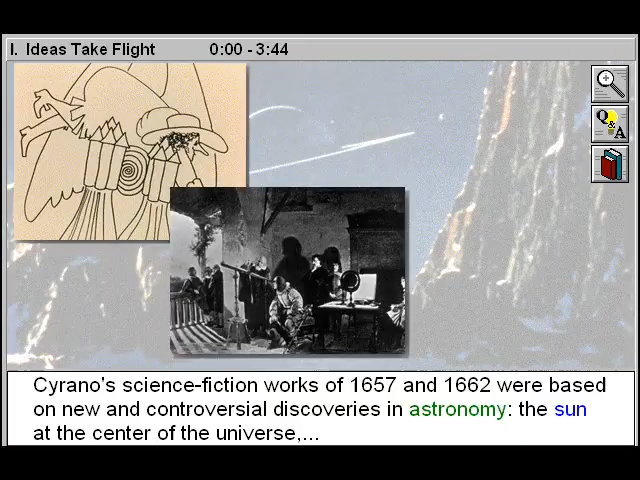 I. Ideas Take Flight 0:00 - 3:44
Q & A
Cyrano's science-fiction works of 1657 and 1662 were based
on new and controversial discoveries in astronomy: the sun
at the center of the universe,...